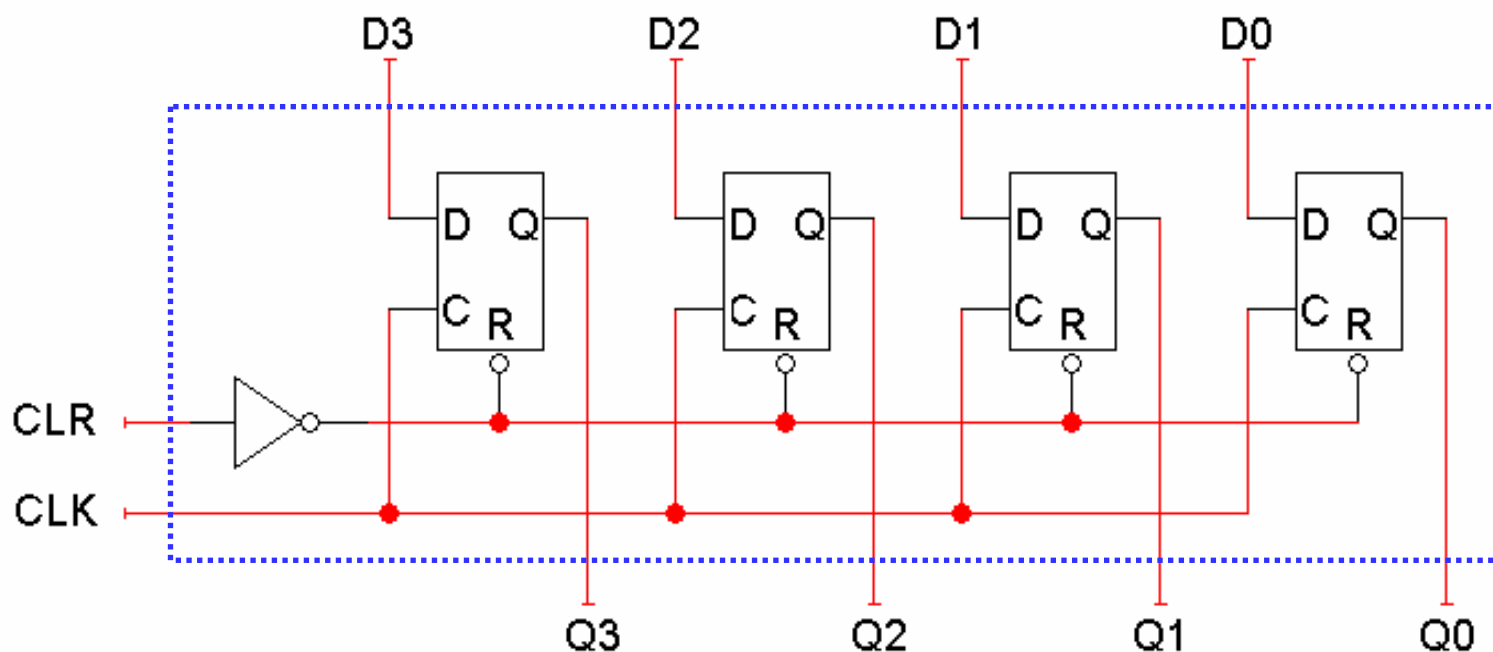 D3 D2 D1 D0
D Q D Q D Q D Q
C R C R C R C R
CLR
CLK
Q3 Q2 Q1 Q0